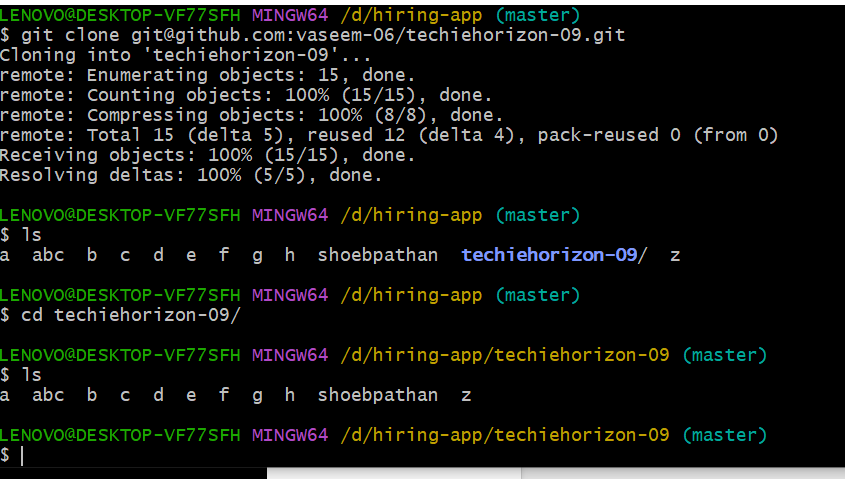 LENOVO@DESKTOP-VF77SFH MINGW64 /d/hiring-app (master)
$ git clone git@github.com:vaseem-06/techiehorizon-09.git
Cloning into 'techiehorizon-09'...
remote: Enumerating objects: 15, done.
remote: Counting objects: 100% (15/15), done.
remote: Compressing objects: 100% (8/8), done.
remote: Total 15 (delta 5), reused 12 (delta 4), pack-reused 0 (from 0)
Receiving objects: 100% (15/15), done.
Resolving deltas: 100% (5/5), done.
LENOVO@DESKTOP-VF77SFH MINGW64 /d/hiring-app (master)
$ ls
a  abc  b  c  d  e  f  g  h  shoebpathan  techiehorizon-09/  z
LENOVO@DESKTOP-VF77SFH MINGW64 /d/hiring-app (master)
$ cd techiehorizon-09/
LENOVO@DESKTOP-VF77SFH MINGW64 /d/hiring-app/techiehorizon-09 (master)
$ ls
a  abc  b  c  d  e  f  g  h  shoebpathan  z
LENOVO@DESKTOP-VF77SFH MINGW64 /d/hiring-app/techiehorizon-09 (master)
$